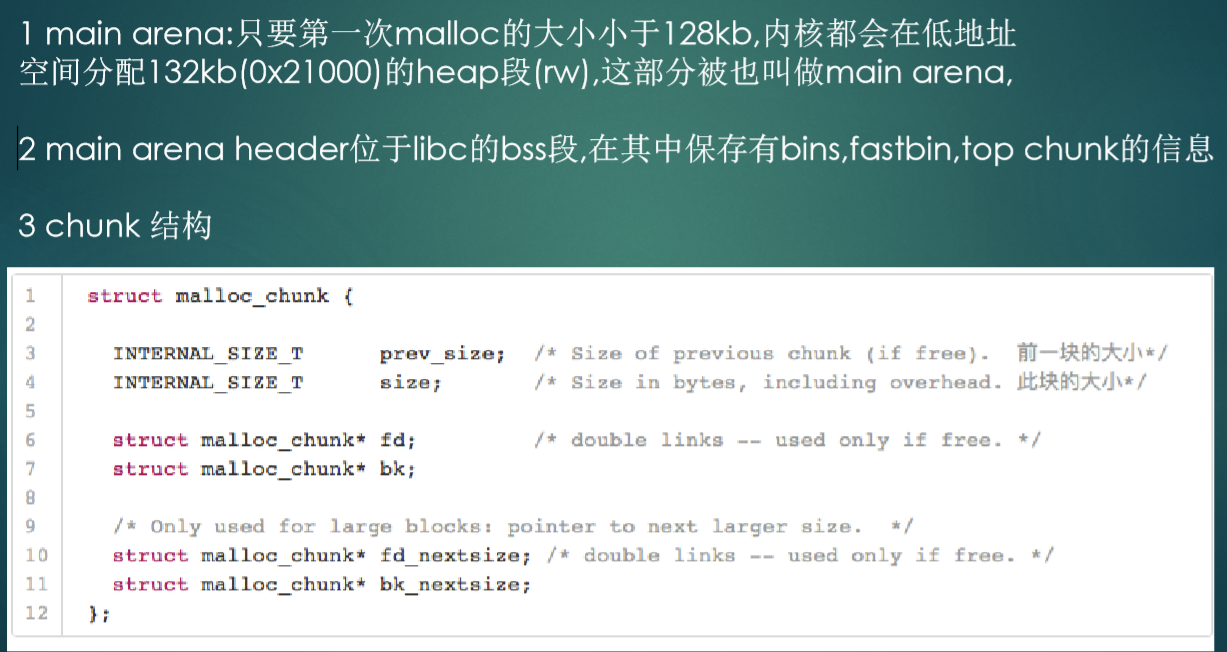 1 main arena:只要第一次malloc的大小小于128kb,内核都会在低地址
空间分配132kb(0x21000)的heap段(rw),这部分被也叫做main arena,
2 main arena header位于libc的bss段,在其中保存有bins,fastbin,top chunk的信息
3 chunk 结构
1 struct malloc_chunk {
2
3 INTERNAL_SIZE_T prev_size; /* Size of previous chunk (if free). 前一块的大小*/
4 INTERNAL_SIZE_T size; /* Size in bytes, including overhead. 此块的大小*/
5
6 struct malloc_chunk* fd; /* double links -- used only if free. */
7 struct malloc_chunk* bk;
8
9 /* Only used for large blocks: pointer to next larger size. */
10 struct malloc_chunk* fd_nextsize; /* double links -- used only if free. */
11 struct malloc_chunk* bk_nextsize;
12 };